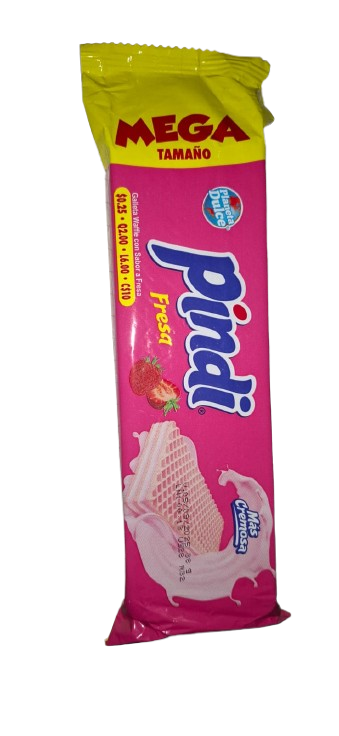 MEGA
TAMAÑO
Planeta
Dulce
Pindi®
Fresa
Galleta Waffle con Sabor a Fresa
$0.25 • Q2.00 • L6.00 • C$10
Más
Cremosa